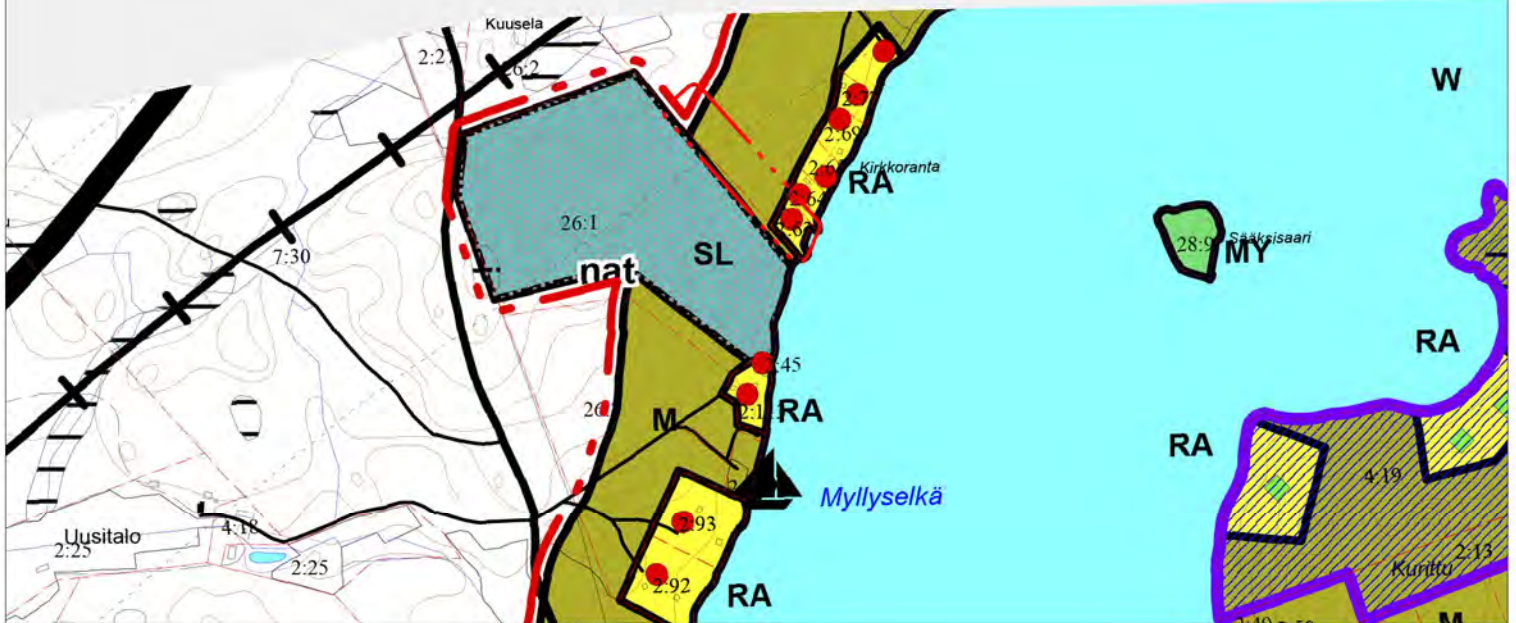 Kuusela
2:27
26:2
W
2:69
Kirkkoranta
RA
2:64
26:1
SL
28:9
Sääksisaari
MY
7:30
nat
RA
2:45
M
RA
RA
4:19
Myllyselkä
4:18
Uusitalo
2:25
2:25
2:93
2:13
Kurittu
2:92
RA
M